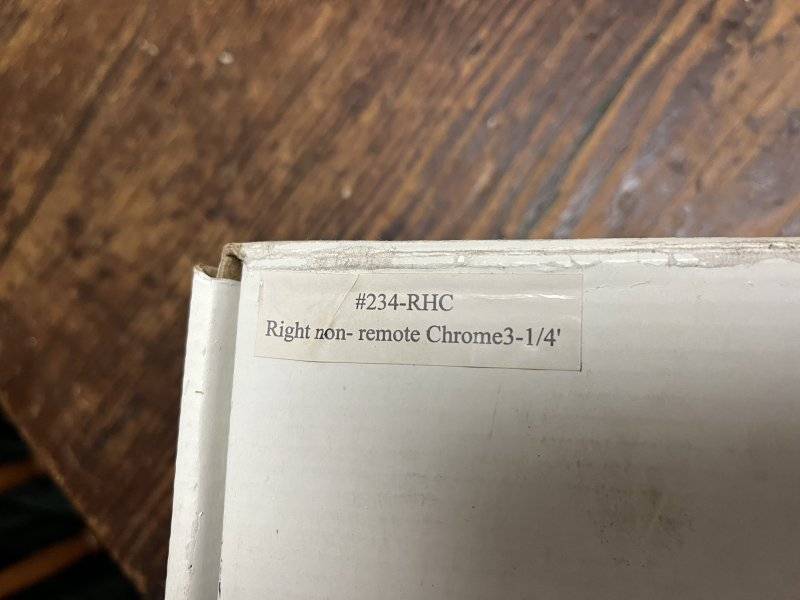 #234-RHC
Right non- remote Chrome3-1/4'